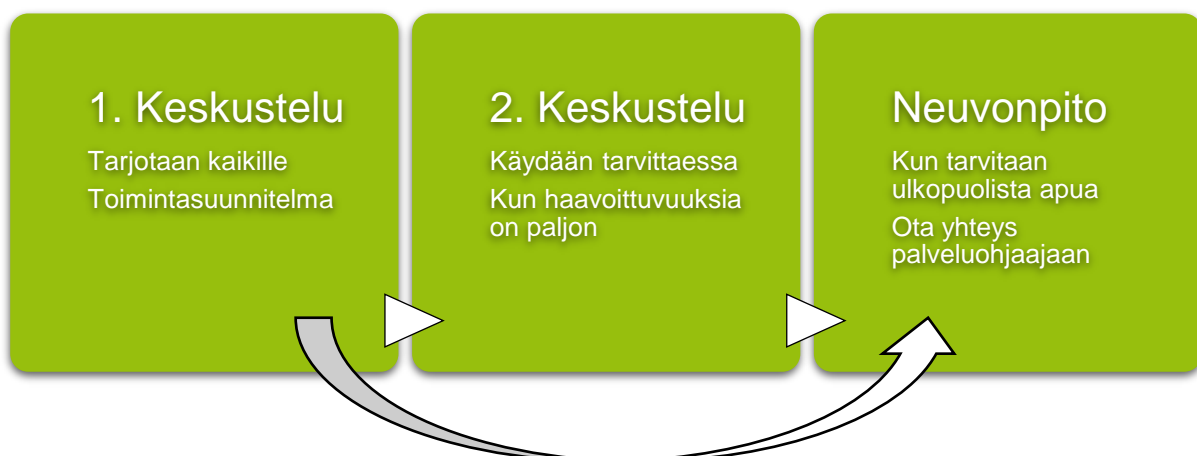 1. Keskustelu
Tarjotaan kaikille
Toimintasuunnitelma
2. Keskustelu
Käydään tarvittaessa
Kun haavoittuvuuksia
on paljon
Neuvonpito
Kun tarvitaan
ulkopuolista apua
Ota yhteys
palveluohjaajaan